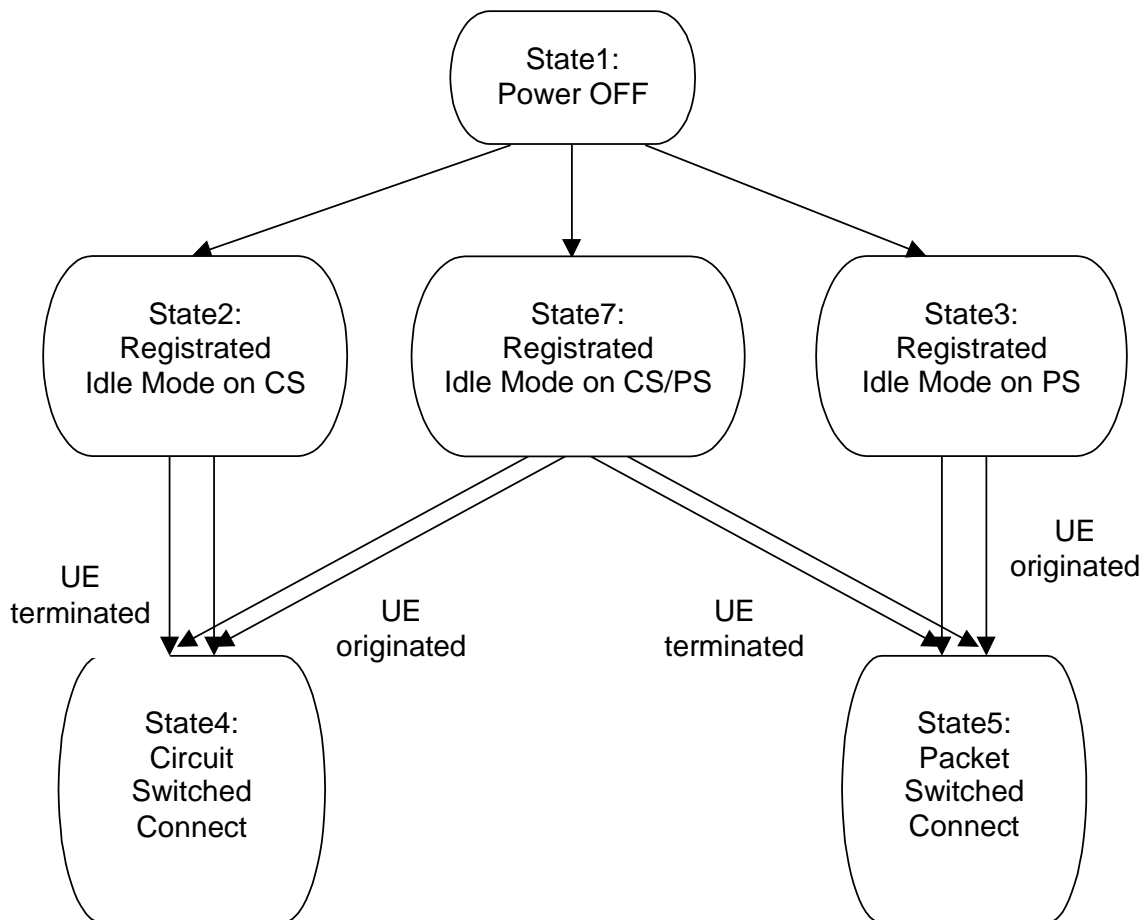 State1:
Power OFF
State2:
Registrated
Idle Mode on CS
State7:
Registrated
Idle Mode on CS/PS
State3:
Registrated
Idle Mode on PS
UE
terminated
UE
originated
UE
terminated
UE
originated
State4:
Circuit
Switched
Connect
State5:
Packet
Switched
Connect